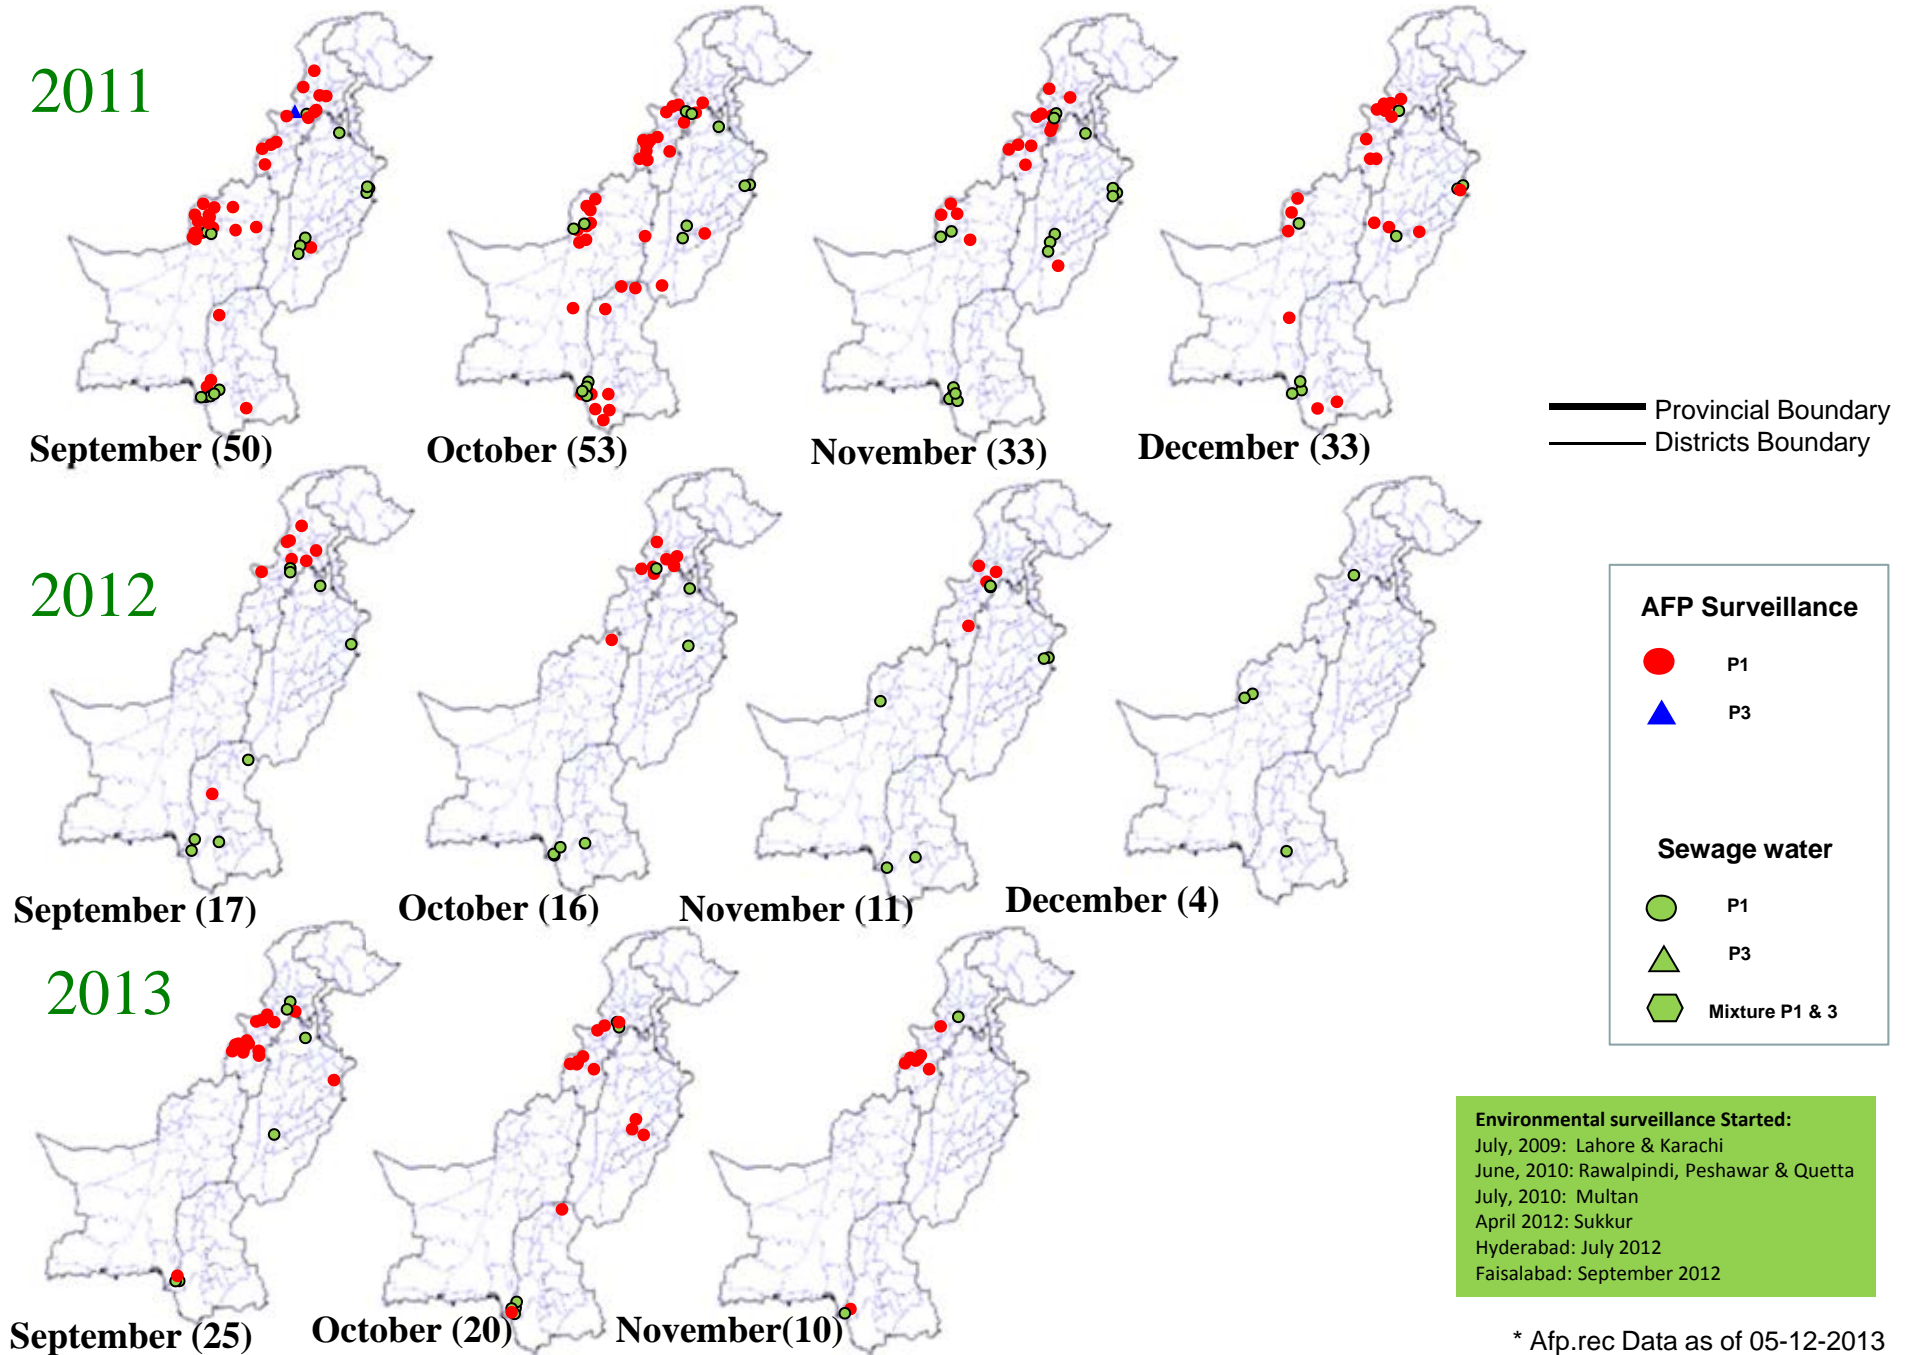 2011
September (50)
October (53)
November (33)
December (33)
Provincial Boundary
Districts Boundary
2012
September (17)
October (16)
November (11)
December (4)
AFP Surveillance
P1
P3
Sewage water
P1
P3
Mixture P1 & 3
2013
September (25)
October (20)
November(10)
Environmental surveillance Started:
July, 2009: Lahore & Karachi
June, 2010: Rawalpindi, Peshawar & Quetta
July, 2010: Multan
April 2012: Sukkur
Hyderabad: July 2012
Faisalabad: September 2012
* Afp.rec Data as of 05-12-2013